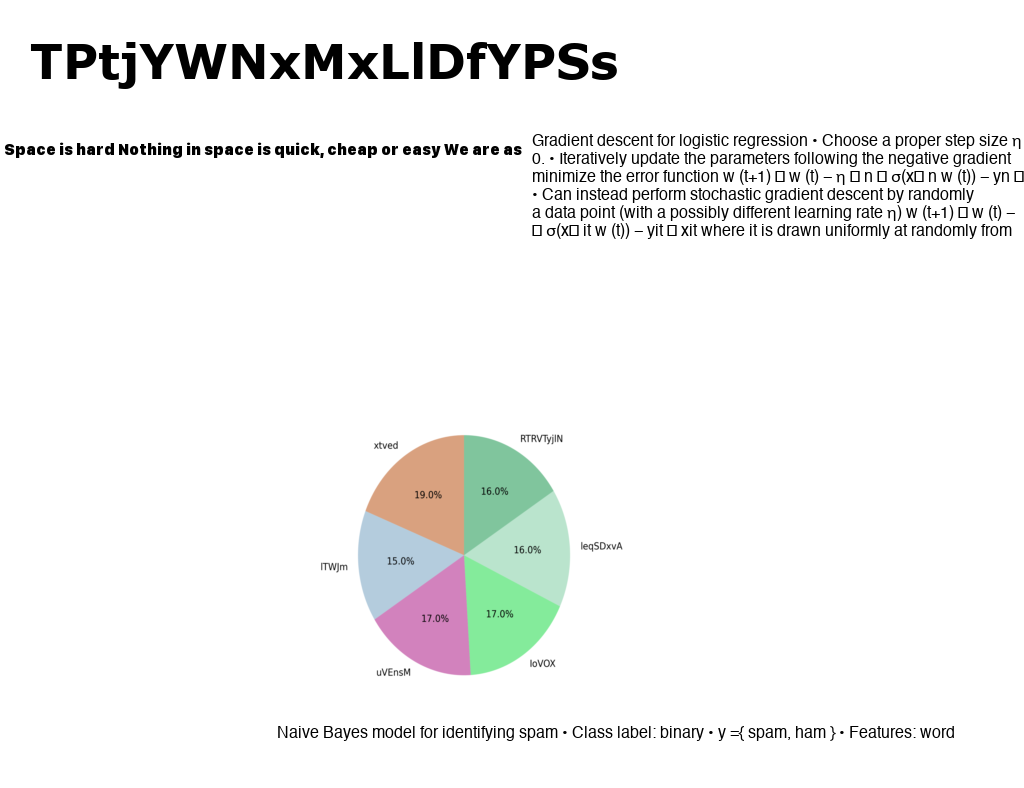 TPtjYWNxMxLlDfYPSs
Space is hard Nothing in space is quick, cheap or easy We are as
Gradient descent for logistic regression • Choose a proper step size η
0. • Iteratively update the parameters following the negative gradient
minimize the error function w (t+1) □ w (t) – η □ n □ σ(x□ n w (t)) – yn □
• Can instead perform stochastic gradient descent by randomly
a data point (with a possibly different learning rate η) w (t+1) □ w (t) –
□ σ(x□ it w (t)) – yit □ xit where it is drawn uniformly at randomly from
xtved
RTRVTyjlN
19.0%
16.0%
leqSDxvA
16.0%
lTWJm
15.0%
17.0%
17.0%
uVEnsM
loVOX
Naive Bayes model for identifying spam • Class label: binary • y ={ spam, ham } • Features: word